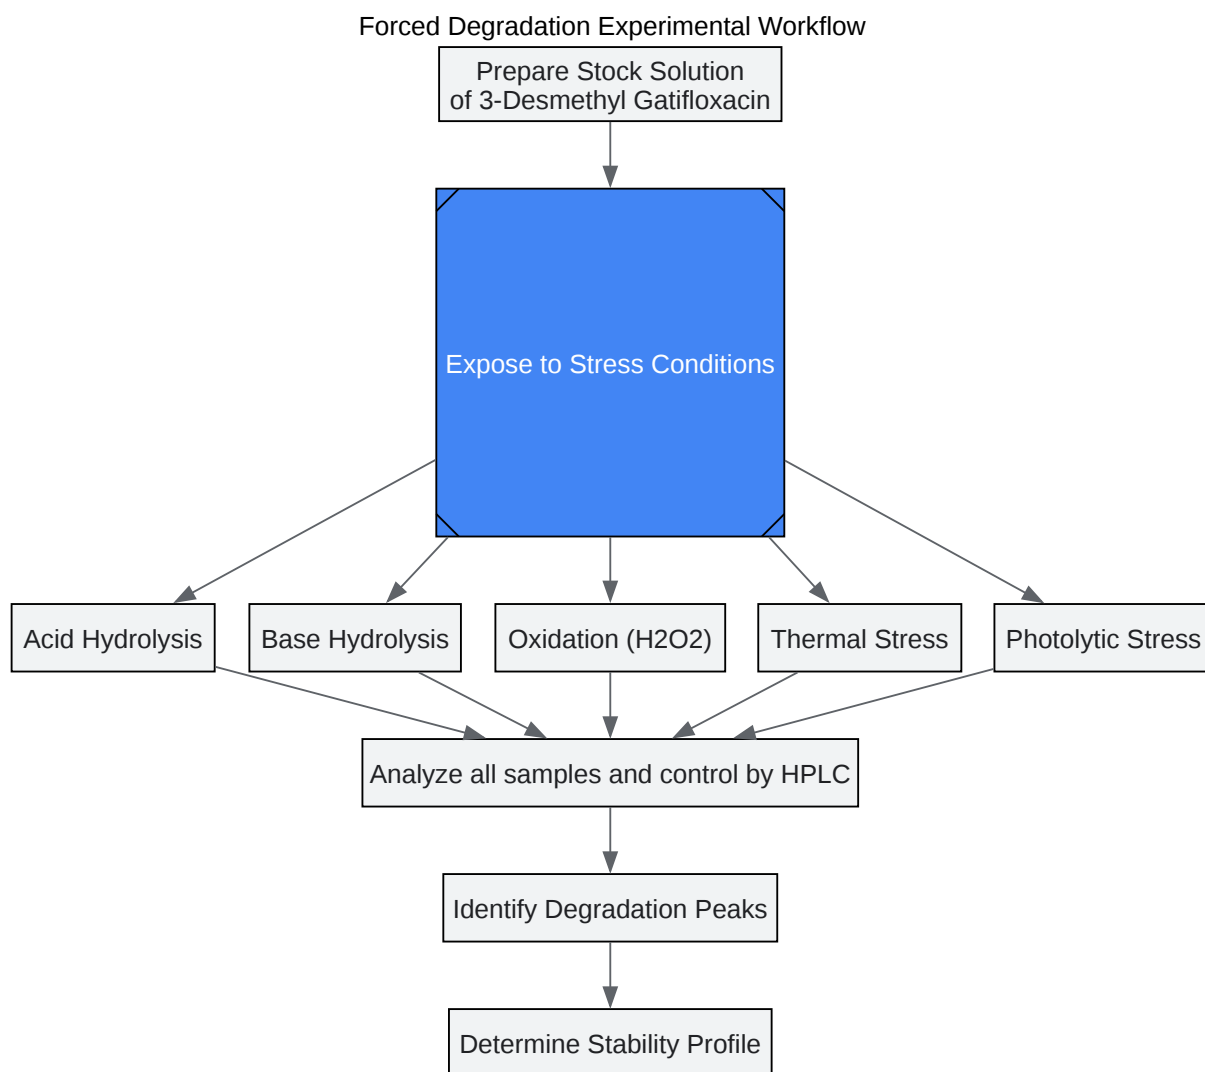 Forced Degradation Experimental Workflow
Prepare Stock Solution
of 3-Desmethyl Gatifloxacin
Expose to Stress Conditions
Acid Hydrolysis
Base Hydrolysis
Oxidation (H2O2)
Thermal Stress
Photolytic Stress
Analyze all samples and control by HPLC
Identify Degradation Peaks
Determine Stability Profile